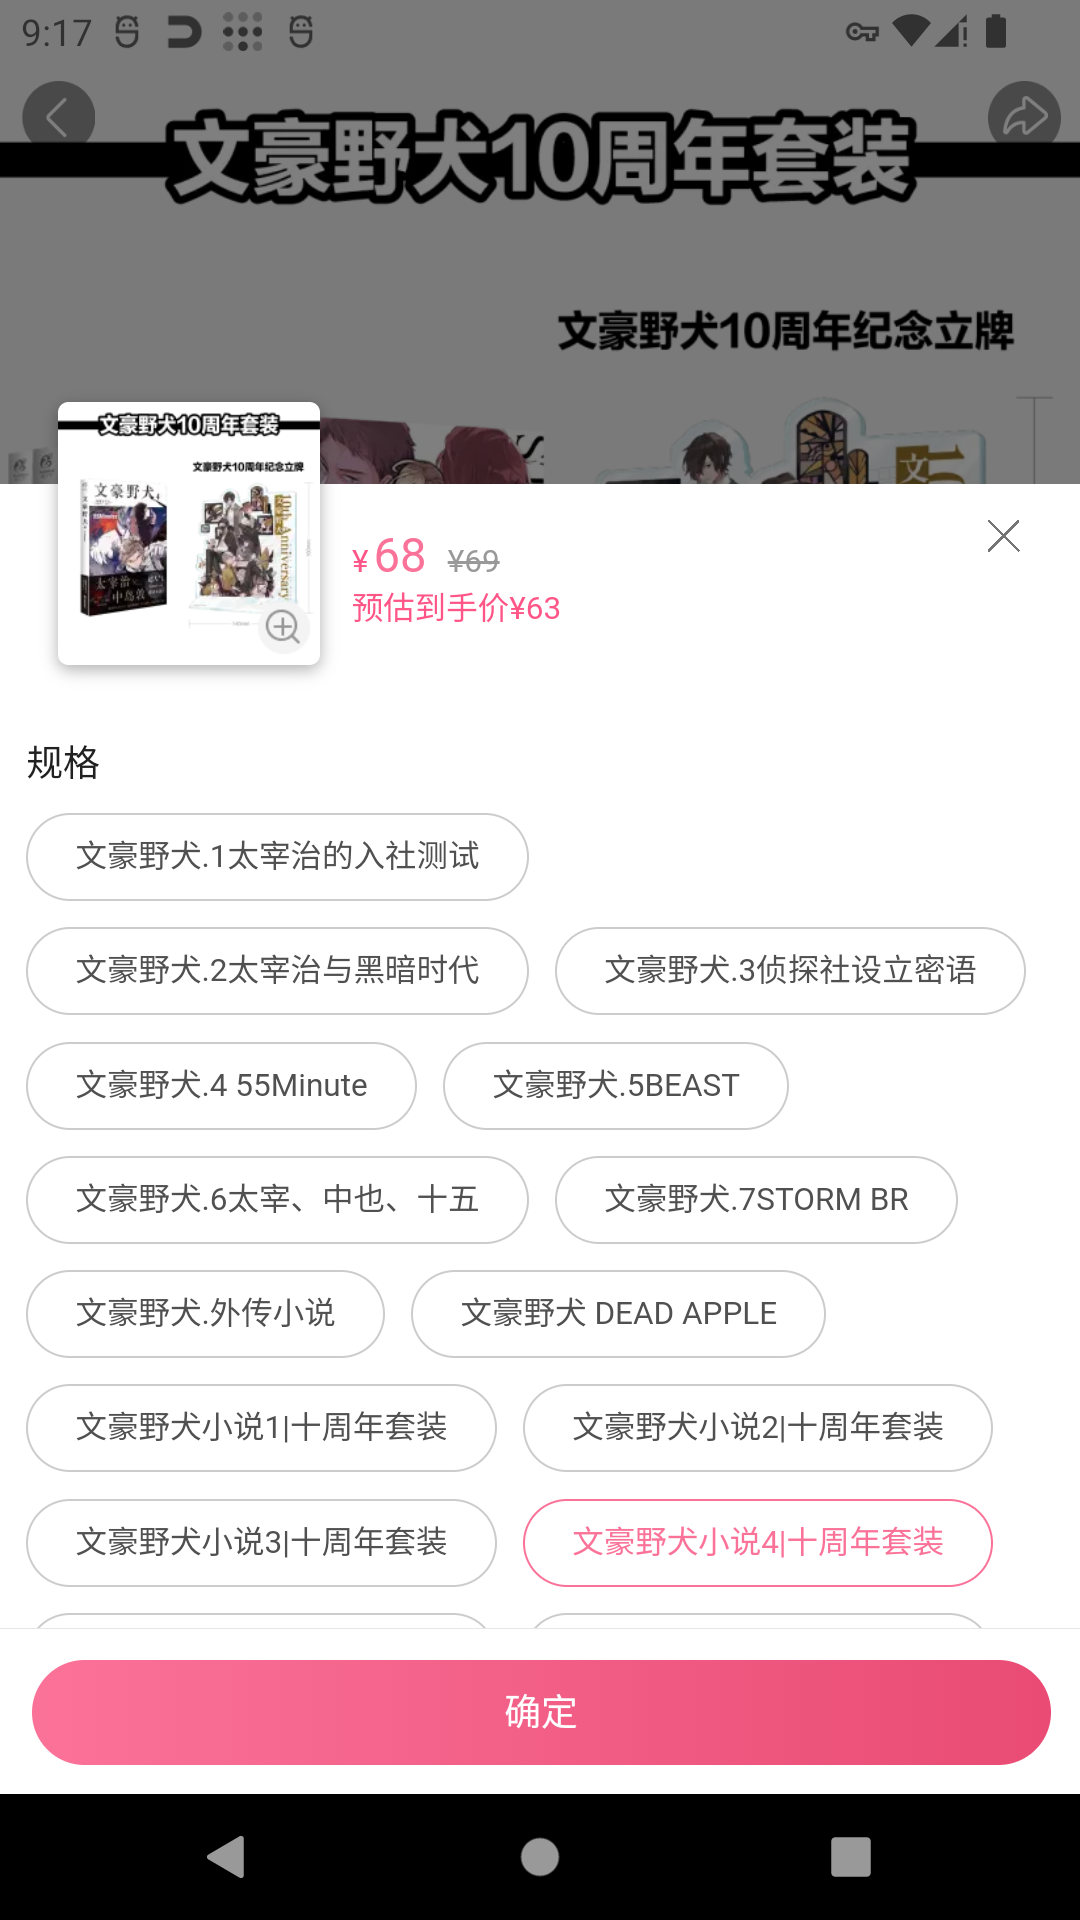 9:17
文豪野犬10周年套装
文豪野犬10周年纪念立牌
文豪野犬10周年套装
文豪野犬10周年纪念立牌
文豪野犬
太宰治
中岛敦
10th Anniversary
¥68 ¥69
预估到手价¥63
规格
文豪野犬.1太宰治的入社测试
文豪野犬.2太宰治与黑暗时代
文豪野犬.3侦探社设立密语
文豪野犬.4 55Minute
文豪野犬.5BEAST
文豪野犬.6太宰、中也、十五
文豪野犬.7STORM BR
文豪野犬.外传小说
文豪野犬 DEAD APPLE
文豪野犬小说1|十周年套装
文豪野犬小说2|十周年套装
文豪野犬小说3|十周年套装
文豪野犬小说4|十周年套装
确定